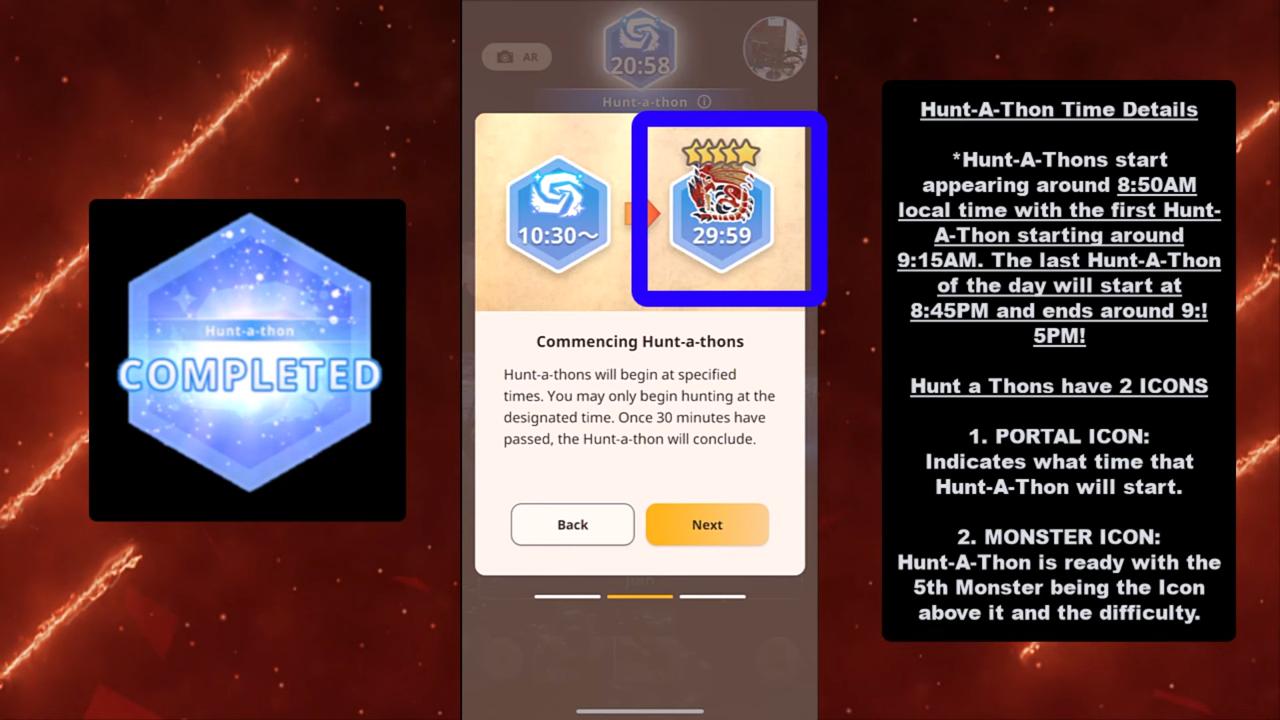 Hunt-a-thon
COMPLETED
AR
20:58
Hunt-a-thon
10:30～
29:59
Commencing Hunt-a-thons
Hunt-a-thons will begin at specified
times. You may only begin hunting at the
designated time. Once 30 minutes have
passed, the Hunt-a-thon will conclude.
Back
Next
Hunt-A-Thon Time Details
*Hunt-A-Thons start
appearing around 8:50AM
local time with the first Hunt-
A-Thon starting around
9:15AM. The last Hunt-A-Thon
of the day will start at
8:45PM and ends around 9:!
5PM!
Hunt a Thons have 2 ICONS
1. PORTAL ICON:
Indicates what time that
Hunt-A-Thon will start.
2. MONSTER ICON:
Hunt-A-Thon is ready with the
5th Monster being the Icon
above it and the difficulty.